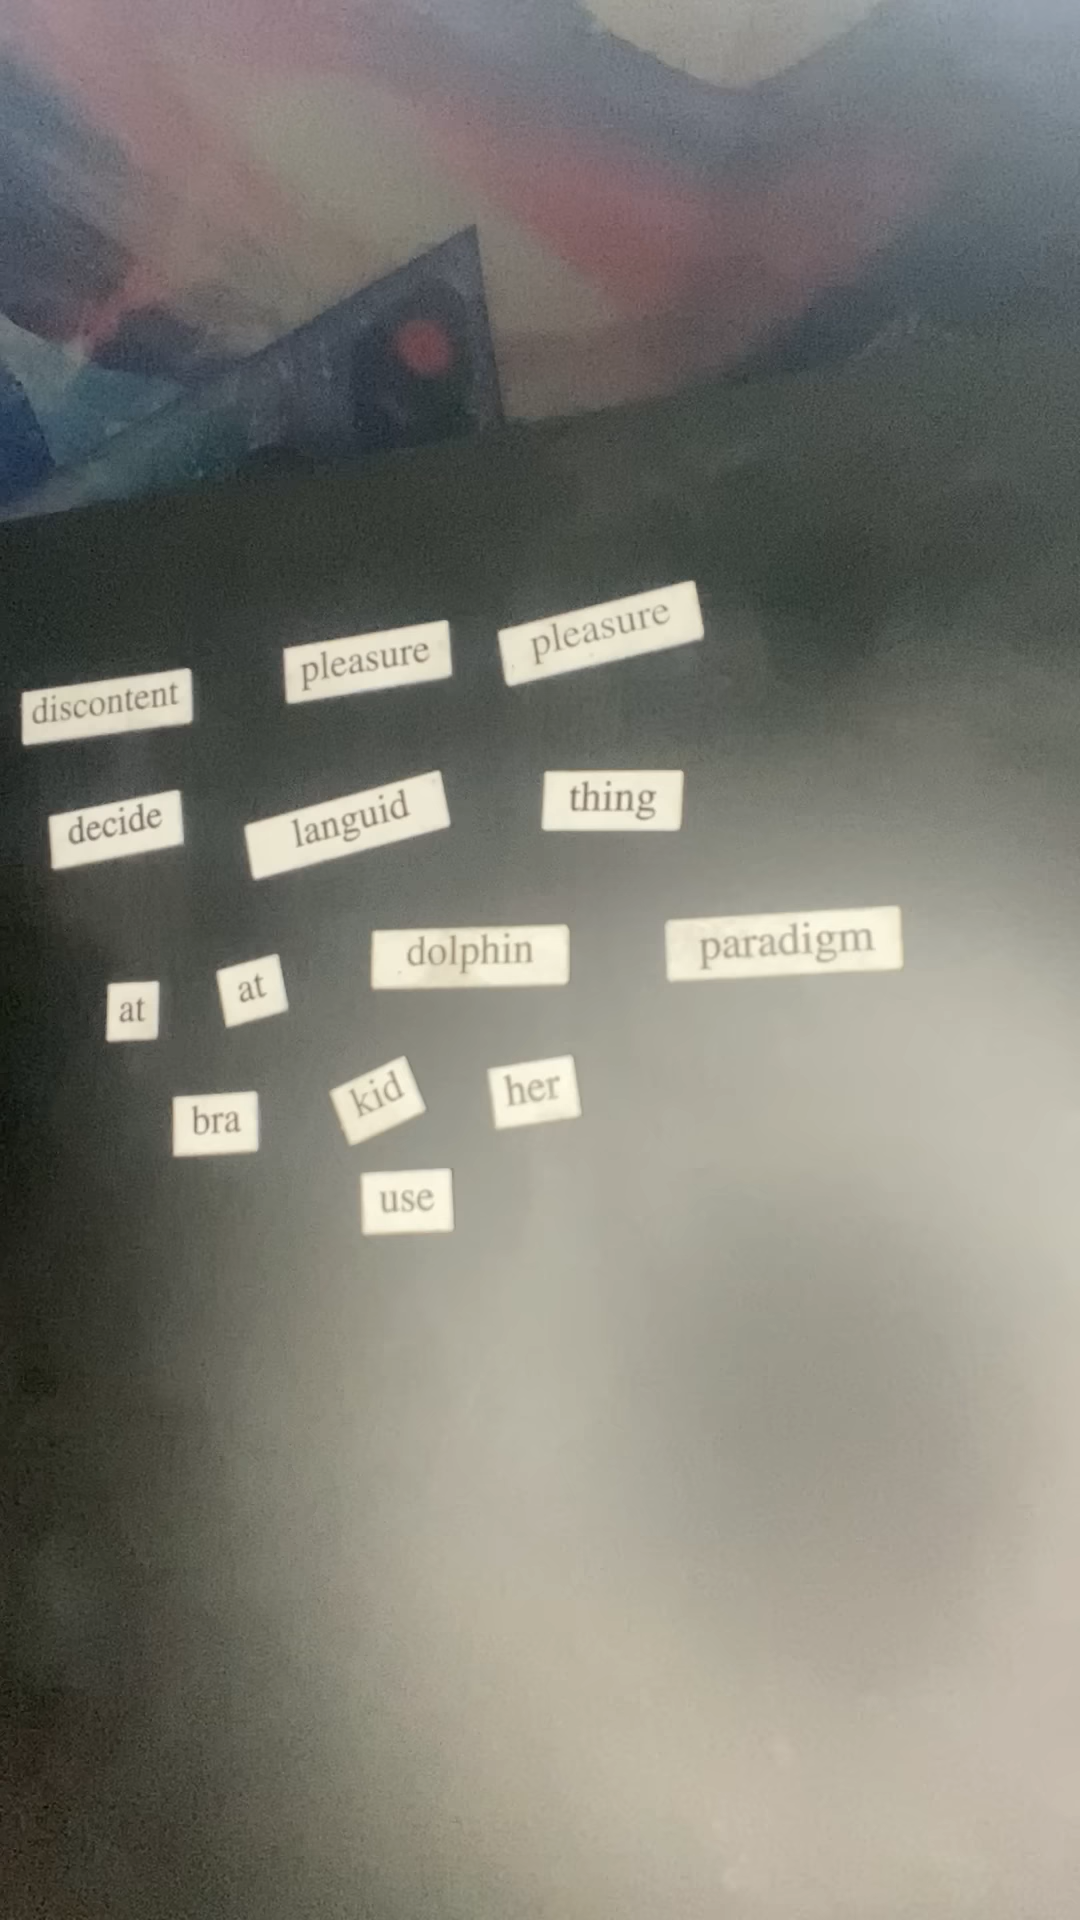 discontent pleasure pleasure
decide languid thing
at at dolphin paradigm
bra kid her
use